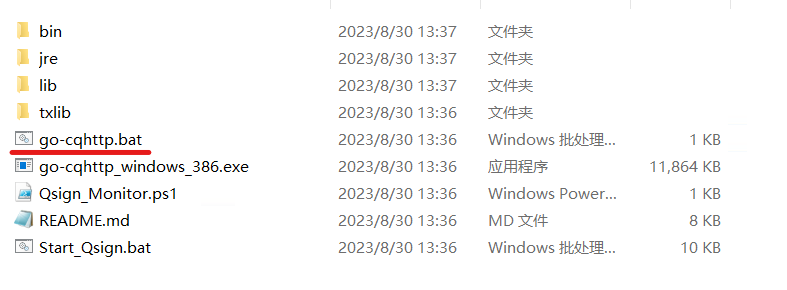 bin 2023/8/30 13:37 文件夹
jre 2023/8/30 13:37 文件夹
lib 2023/8/30 13:37 文件夹
txlib 2023/8/30 13:36 文件夹
go-cqhttp.bat 2023/8/30 13:36 Windows 批处理... 1 KB
go-cqhttp_windows_386.exe 2023/8/30 13:36 应用程序 11,864 KB
Qsign_Monitor.ps1 2023/8/30 13:36 Windows Power... 1 KB
README.md 2023/8/30 13:36 MD 文件 8 KB
Start_Qsign.bat 2023/8/30 13:36 Windows 批处理... 10 KB